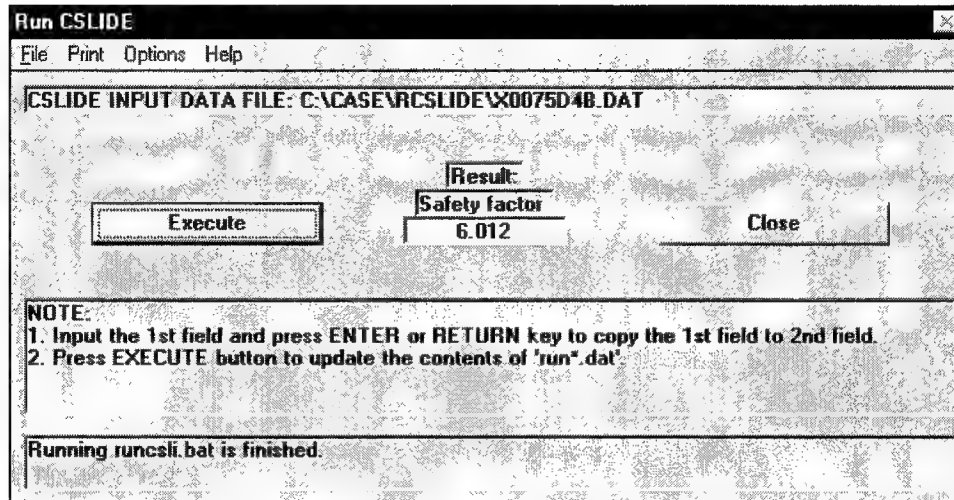 Run CSLIDE
File Print Options Help
CSLIDE INPUT DATA FILE: C:\CASE\RCSLIDE\X0075D4B.DAT
Result:
Safety factor
Execute
6.012
Close
NOTE:
1. Input the 1st field and press ENTER or RETURN key to copy the 1st field to 2nd field.
2. Press EXECUTE button to update the contents of 'run*.dat'
Running runcsli.bat is finished.